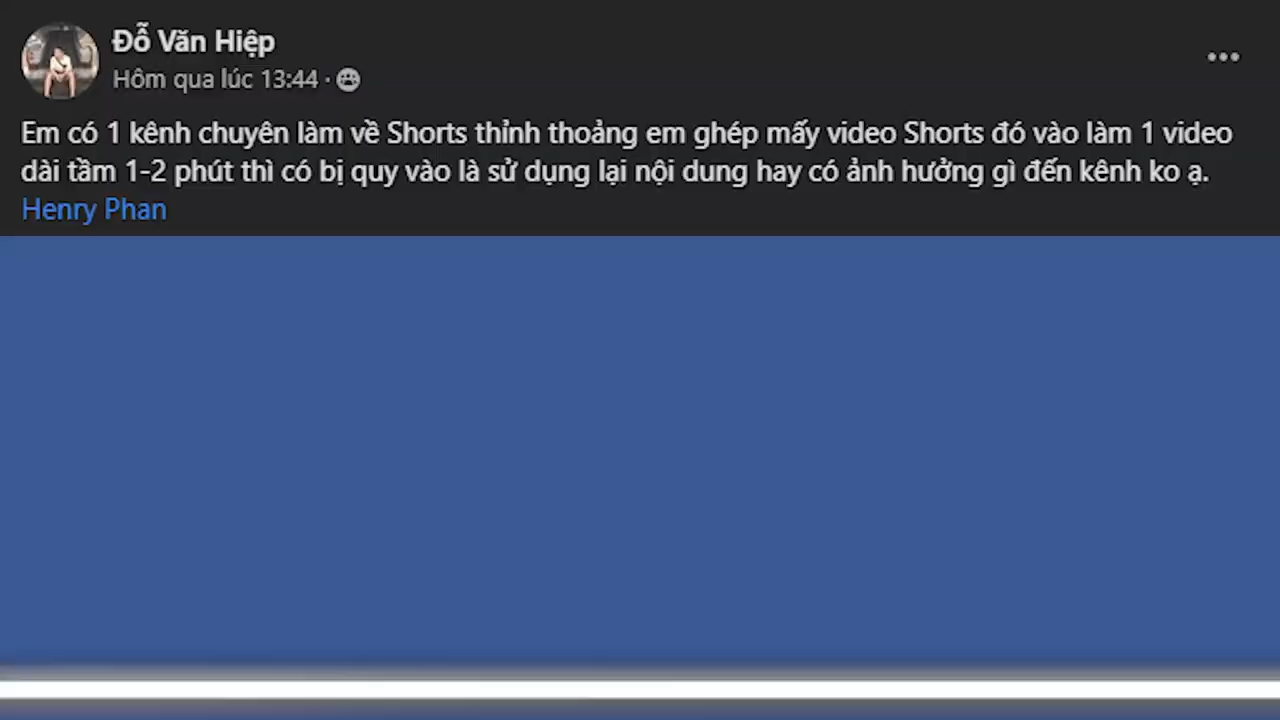 Đỗ Văn Hiệp
Hôm qua lúc 13:44 ·
Em có 1 kênh chuyên làm về Shorts thỉnh thoảng em ghép mấy video Shorts đó vào làm 1 video
dài tầm 1-2 phút thì có bị quy vào là sử dụng lại nội dung hay có ảnh hưởng gì đến kênh ko ạ.
Henry Phan